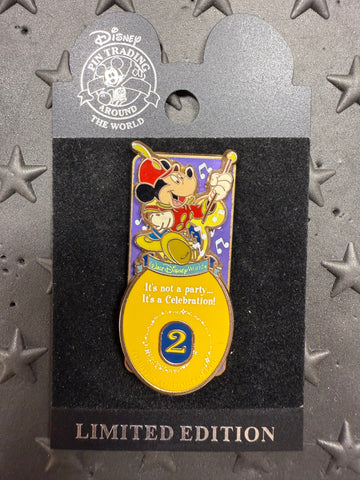 Disney
PIN TRADING
AROUND
THE WORLD
Walt Disney World
It's not a party...
It's a Celebration!
2
LIMITED EDITION